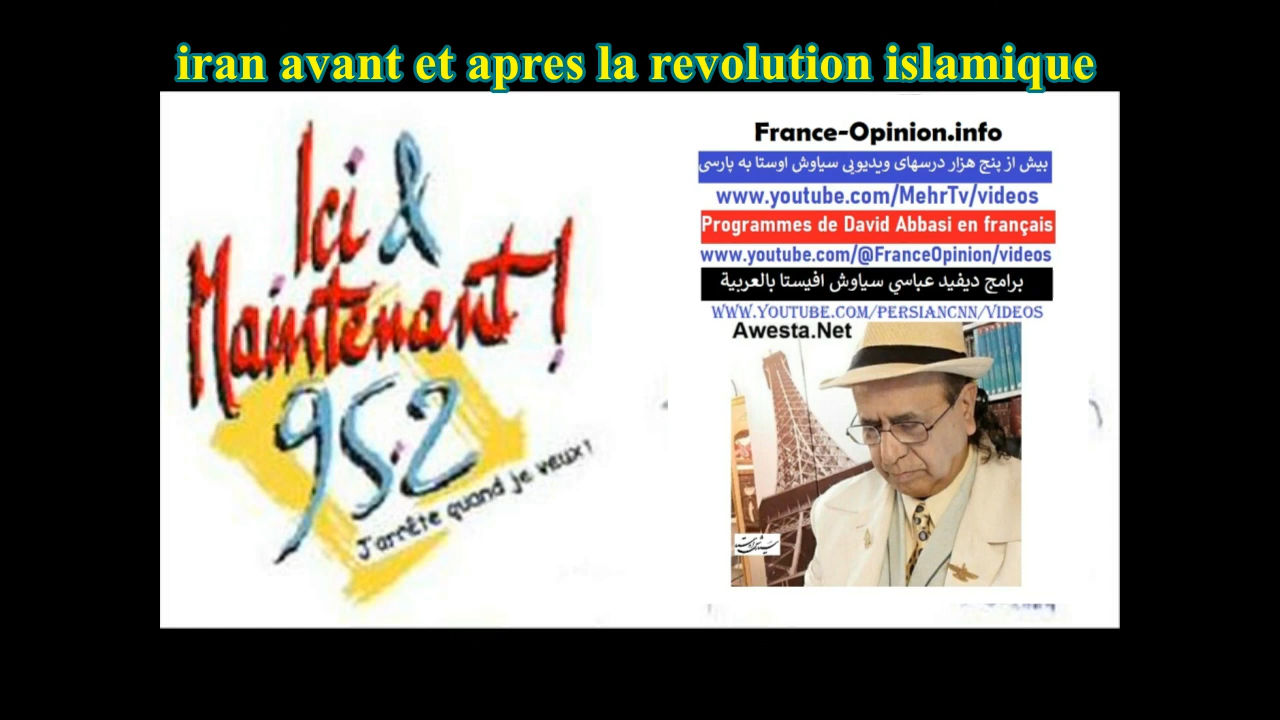 iran avant et apres la revolution islamique
Ici &
Maintenant !
95.2
J'arrête quand je veux !
France-Opinion.info
بیش از پنج هزار درسهای ویدیویی سیاوش اوستا به پارسی
www.youtube.com/MehrTv/videos
Programmes de David Abbasi en français
www.youtube.com/@FranceOpinion/videos
برامج ديفيد عباسي سياوش افيستا بالعربية
WWW.YOUTUBE.COM/PERSIANCNN/VIDEOS
Awesta.Net
سیاوش اوستا